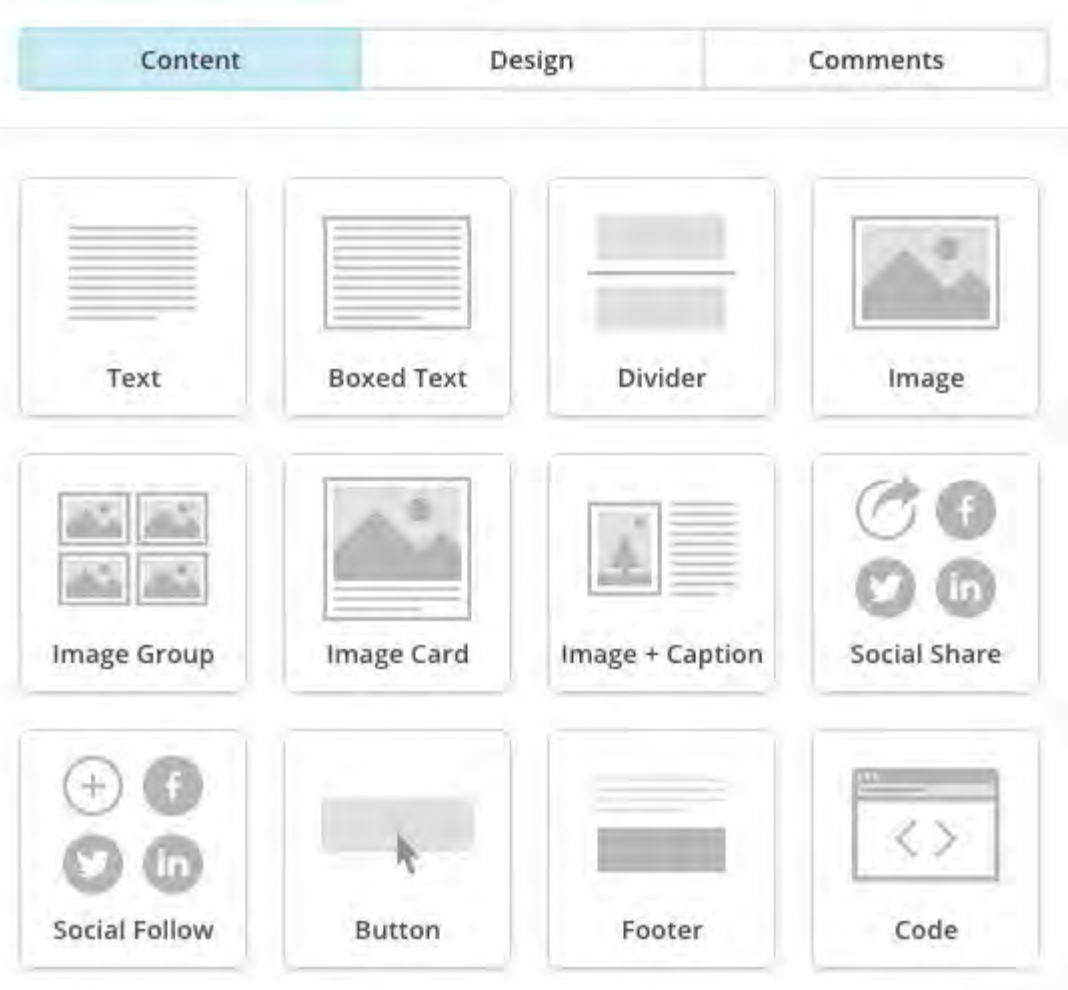 Content Design Comments
Text Boxed Text Divider Image
Image Group Image Card Image + Caption Social Share
Social Follow Button Footer Code